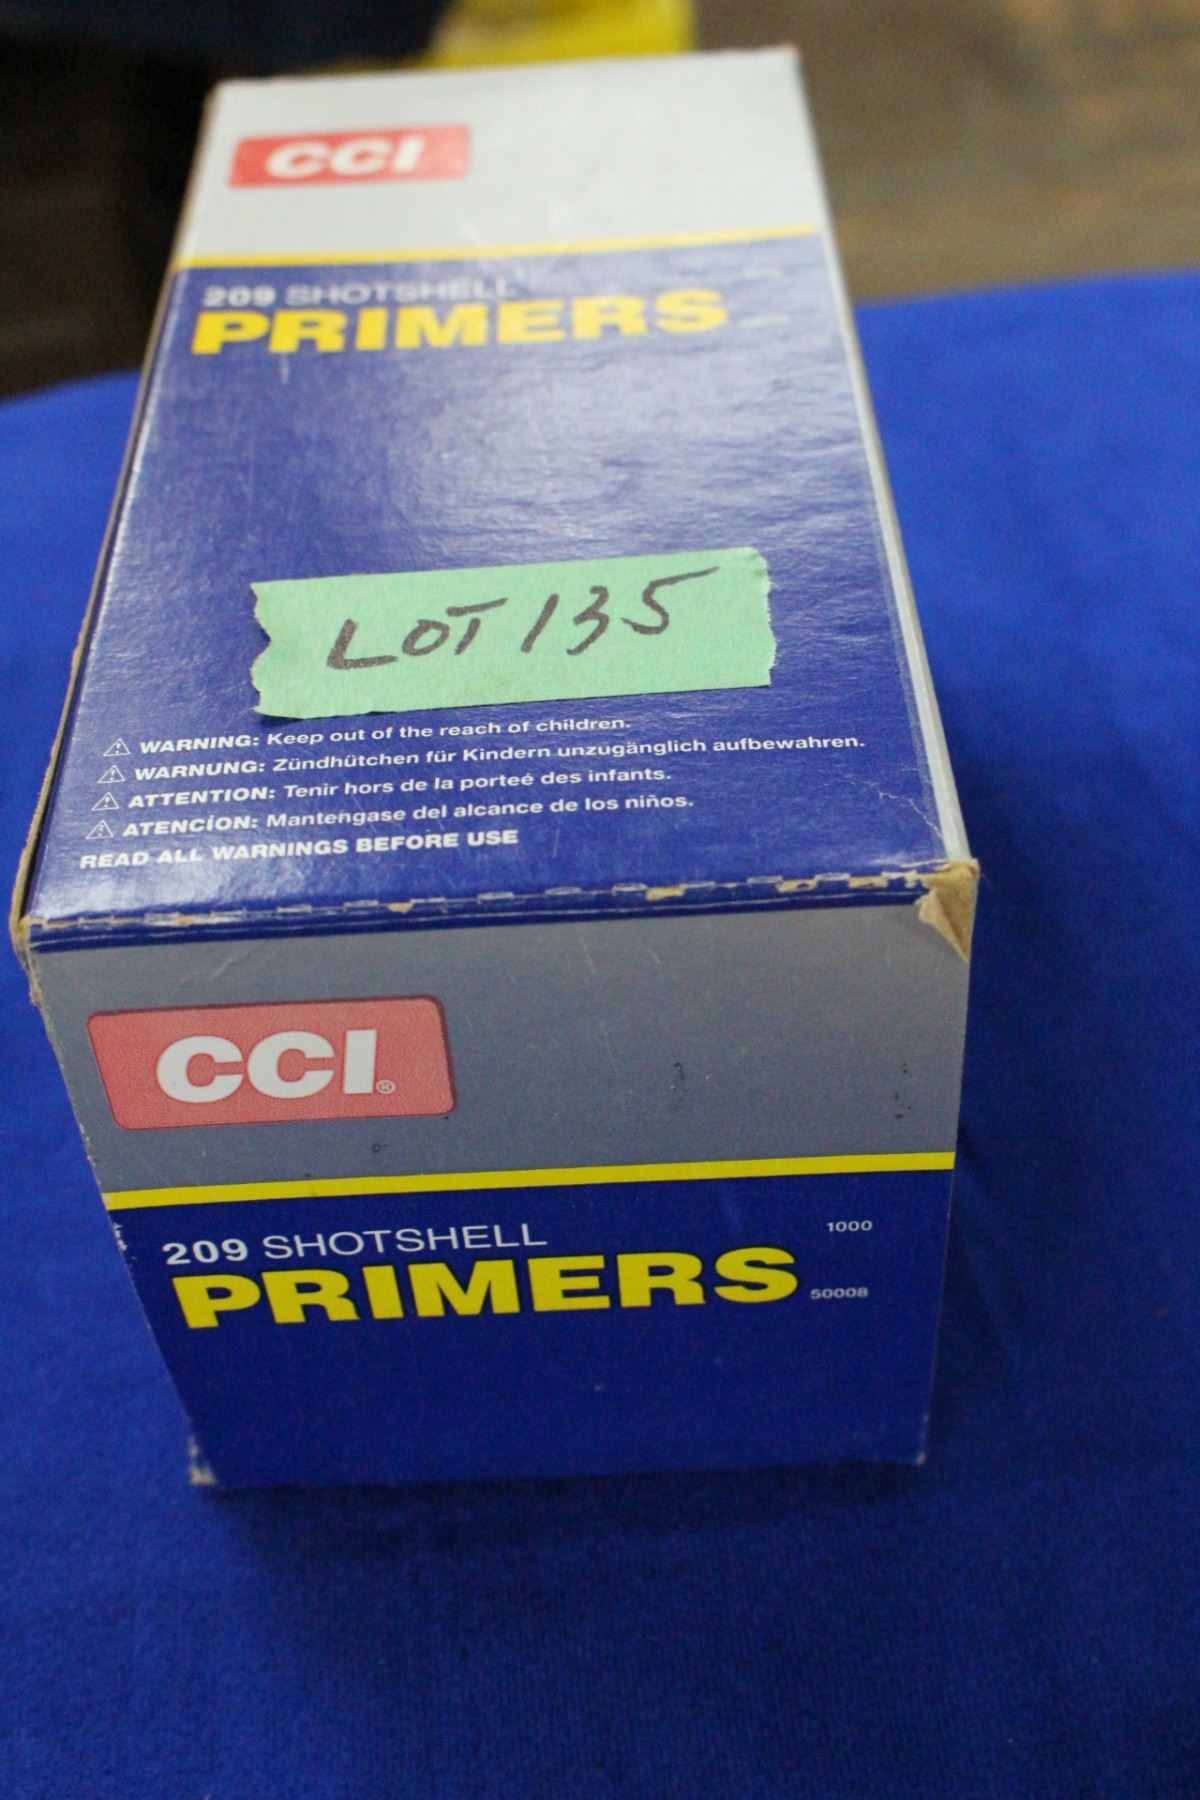 CCI
209 SHOTSHELL
PRIMERS
LOT 135
WARNING: Keep out of the reach of children.
WARNUNG: Zündhütchen für Kindern unzugänglich aufbewahren.
ATTENTION: Tenir hors de la porteé des infants.
ATENCÍON: Mantengase del alcance de los niños.
READ ALL WARNINGS BEFORE USE
CCI®
209 SHOTSHELL 1000
PRIMERS 50008